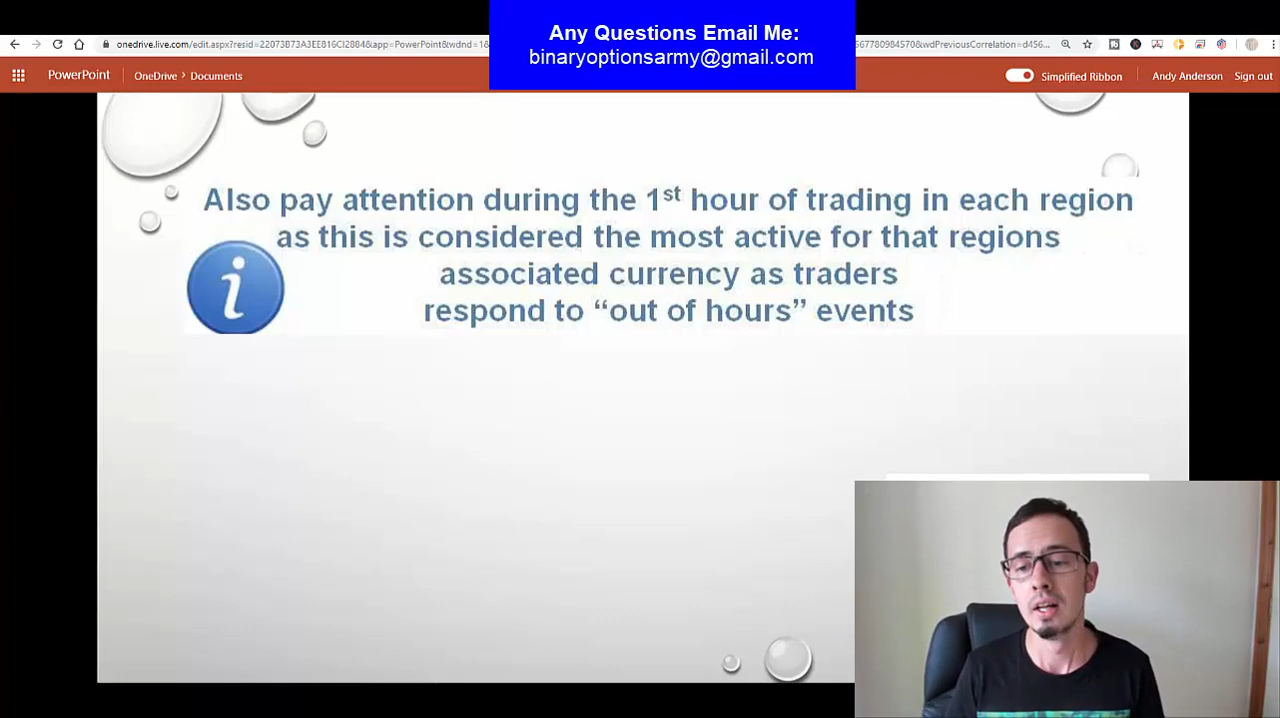 Any Questions Email Me:
binaryoptionsarmy@gmail.com
PowerPoint
OneDrive > Documents
Simplified Ribbon
Andy Anderson
Sign out
Also pay attention during the 1st hour of trading in each region
as this is considered the most active for that regions
associated currency as traders
respond to “out of hours” events